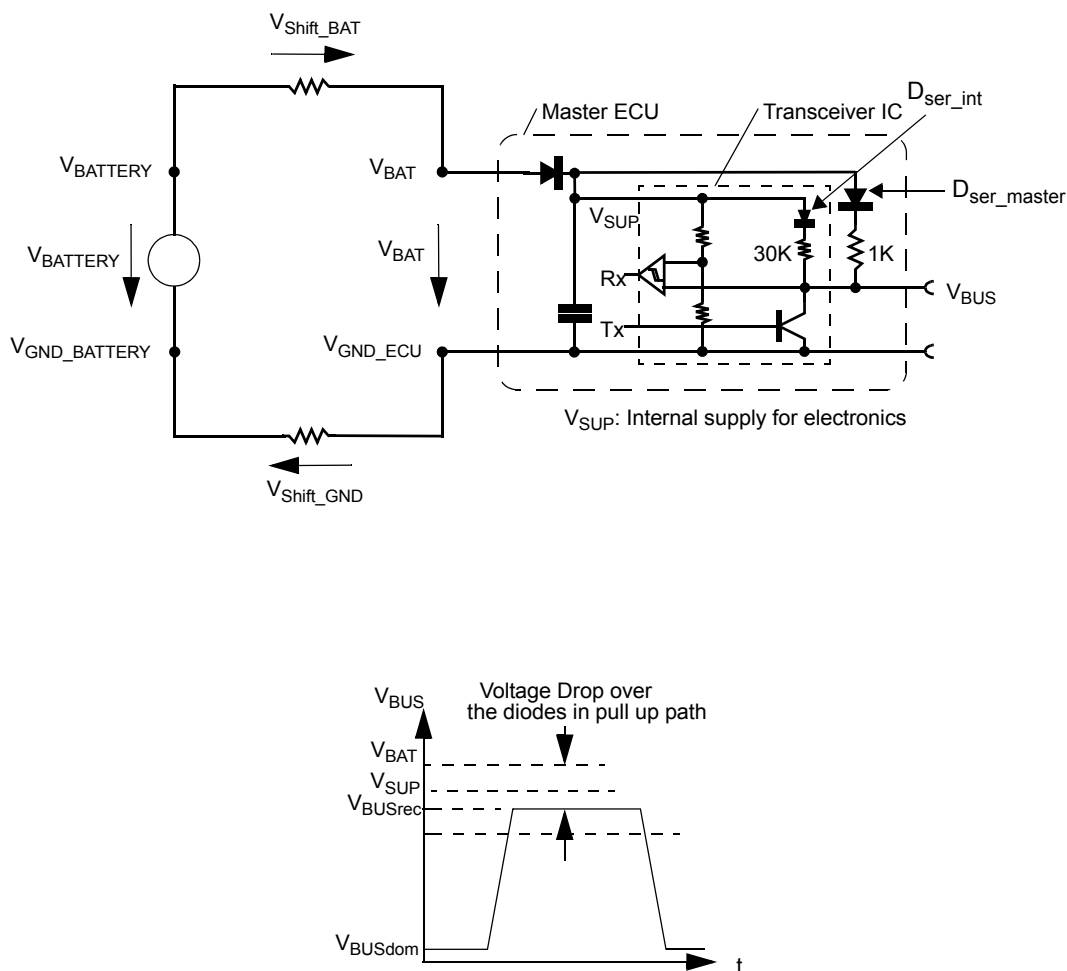 V_Shift_BAT
D_ser_int
Master ECU
Transceiver IC
V_BATTERY
V_BAT
D_ser_master
V_SUP
V_BATTERY
V_BAT
30K
1K
Rx
V_BUS
Tx
V_GND_BATTERY
V_GND_ECU
V_SUP: Internal supply for electronics
V_Shift_GND
V_BUS
Voltage Drop over
the diodes in pull up path
V_BAT
V_SUP
V_BUSrec
V_BUSdom
t